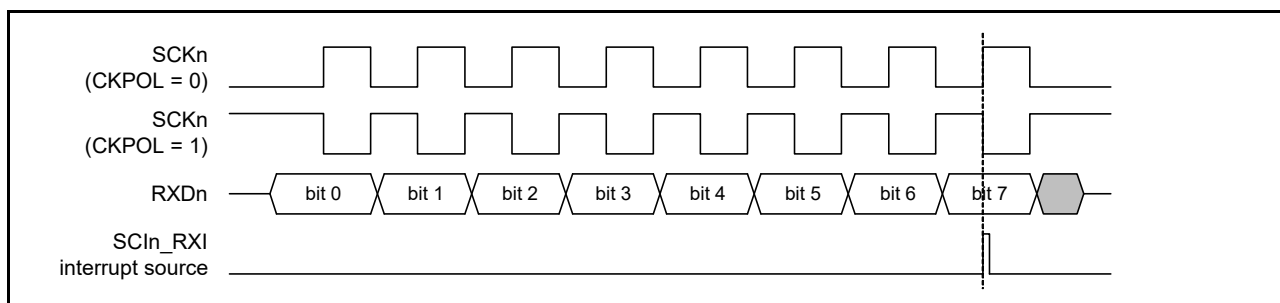 SCKn
(CKPOL = 0)
SCKn
(CKPOL = 1)
RXDn
bit 0 bit 1 bit 2 bit 3 bit 4 bit 5 bit 6 bit 7
SCIn_RXI
interrupt source